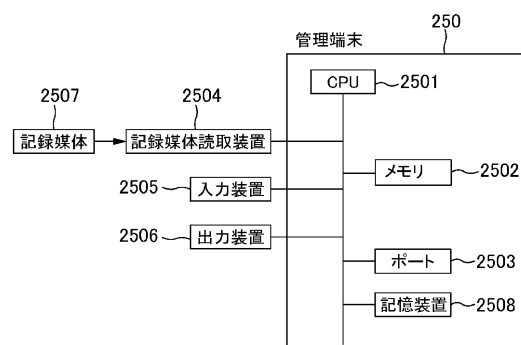 管理端末
250
CPU
2501
2507
2504
記録媒体
記録媒体読取装置
メモリ
2502
2505
入力装置
2506
出力装置
ポート
2503
記憶装置
2508